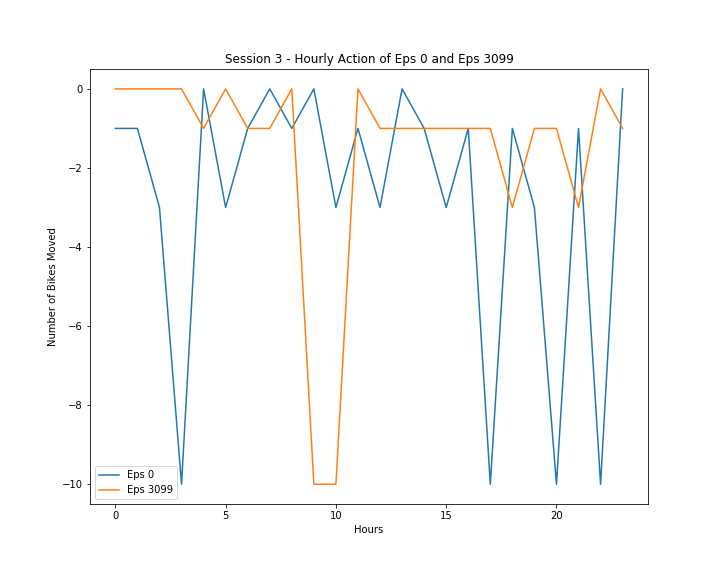 Session 3 - Hourly Action of Eps 0 and Eps 3099
0
−2
−4
−6
−8
−10
Number of Bikes Moved
Eps 0
Eps 3099
0 5 10 15 20
Hours